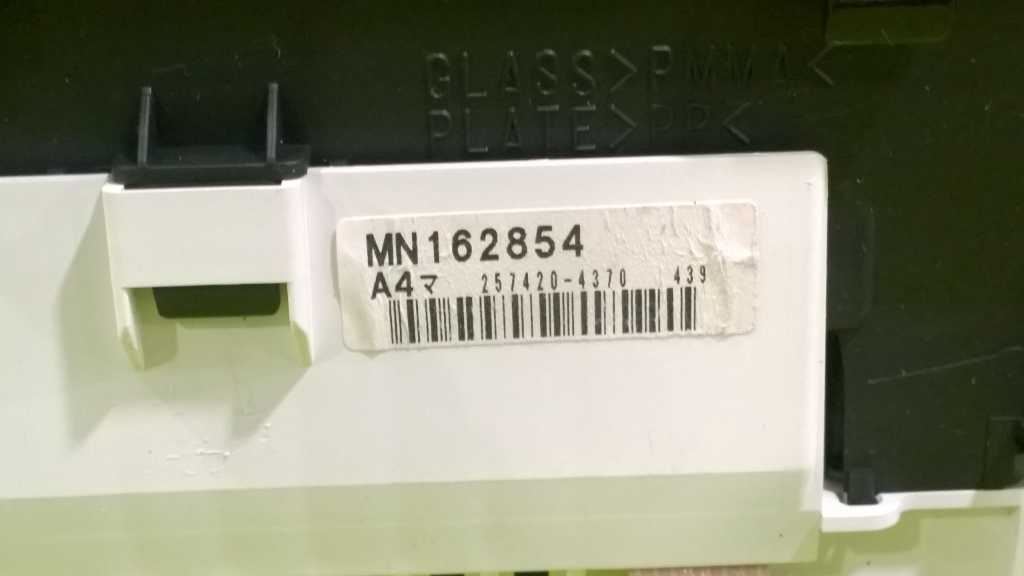 GLASS>PMMA<
PLATE>PP<
MN162854
A4マ 257420-4370 439